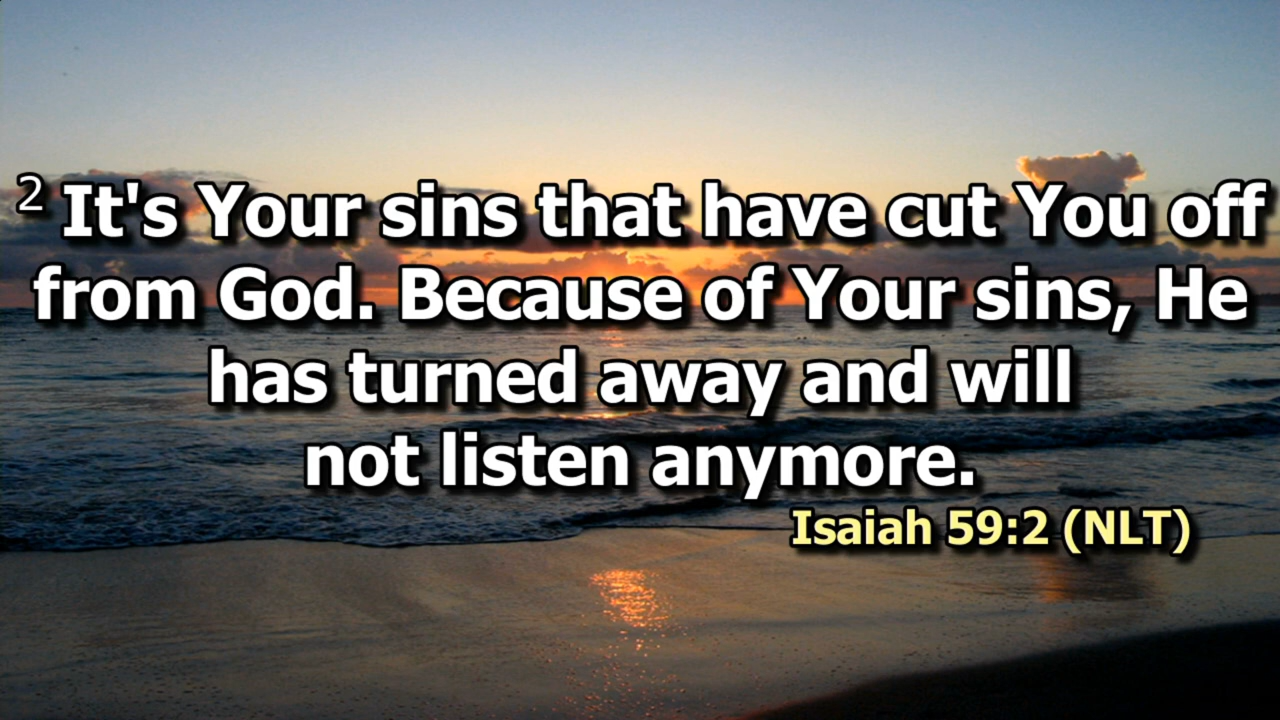 2 It's Your sins that have cut You off
from God. Because of Your sins, He
has turned away and will
not listen anymore.
Isaiah 59:2 (NLT)